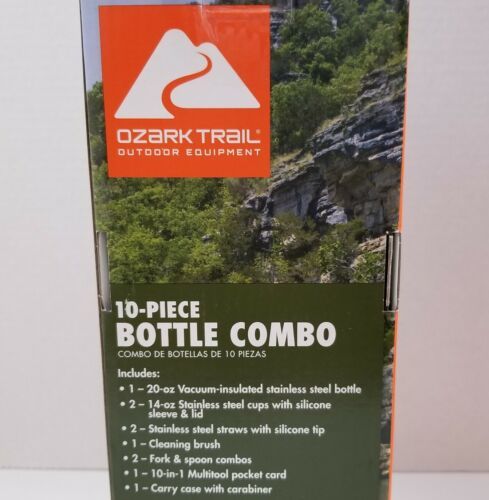 OZARK TRAIL®
OUTDOOR EQUIPMENT
10-PIECE
BOTTLE COMBO
COMBO DE BOTELLAS DE 10 PIEZAS
Includes:
• 1 – 20-oz Vacuum-insulated stainless steel bottle
• 2 – 14-oz Stainless steel cups with silicone
sleeve & lid
• 2 – Stainless steel straws with silicone tip
• 1 – Cleaning brush
• 2 – Fork & spoon combos
• 1 – 10-in-1 Multitool pocket card
• 1 – Carry case with carabiner